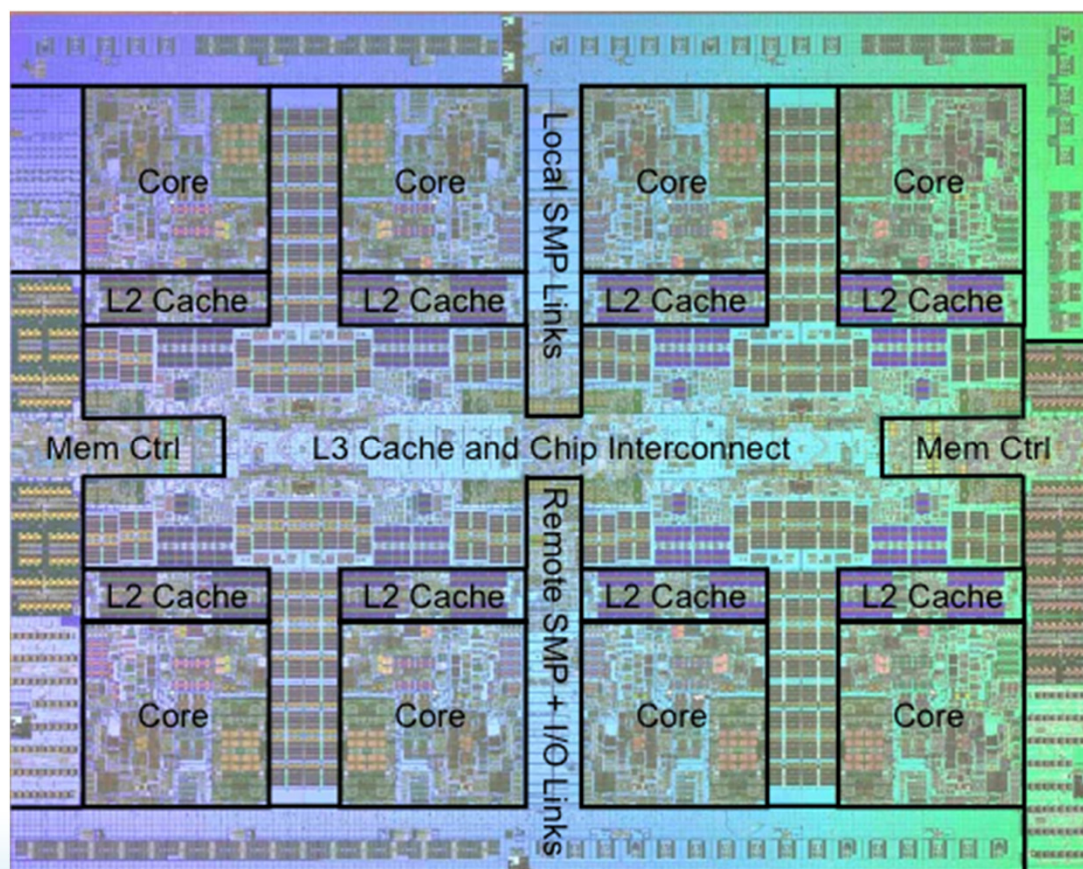 Core
Core
Core
Core
Local SMP Links
L2 Cache
L2 Cache
L2 Cache
L2 Cache
Mem Ctrl
L3 Cache and Chip Interconnect
Mem Ctrl
Remote SMP + I/O Links
L2 Cache
L2 Cache
L2 Cache
L2 Cache
Core
Core
Core
Core